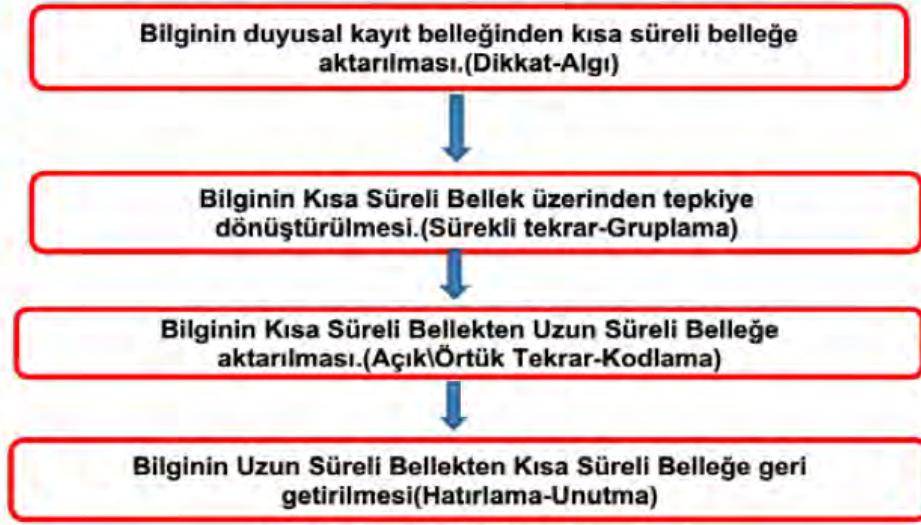 Bilginin duyusal kayıt belleğinden kısa süreli belleğe
aktarılması.(Dikkat-Algı)
Bilginin Kısa Süreli Bellek üzerinden tepkiye
dönüştürülmesi.(Sürekli tekrar-Gruplama)
Bilginin Kısa Süreli Bellekten Uzun Süreli Belleğe
aktarılması.(Açık\Örtük Tekrar-Kodlama)
Bilginin Uzun Süreli Bellekten Kısa Süreli Belleğe geri
getirilmesi(Hatırlama-Unutma)